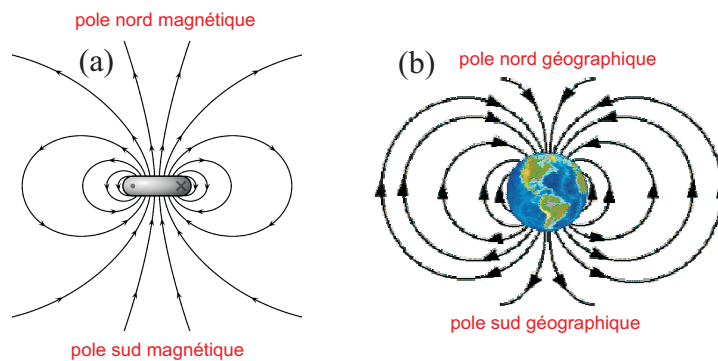 pole nord magnétique
(a)
pole sud magnétique
(b)
pole nord géographique
pole sud géographique